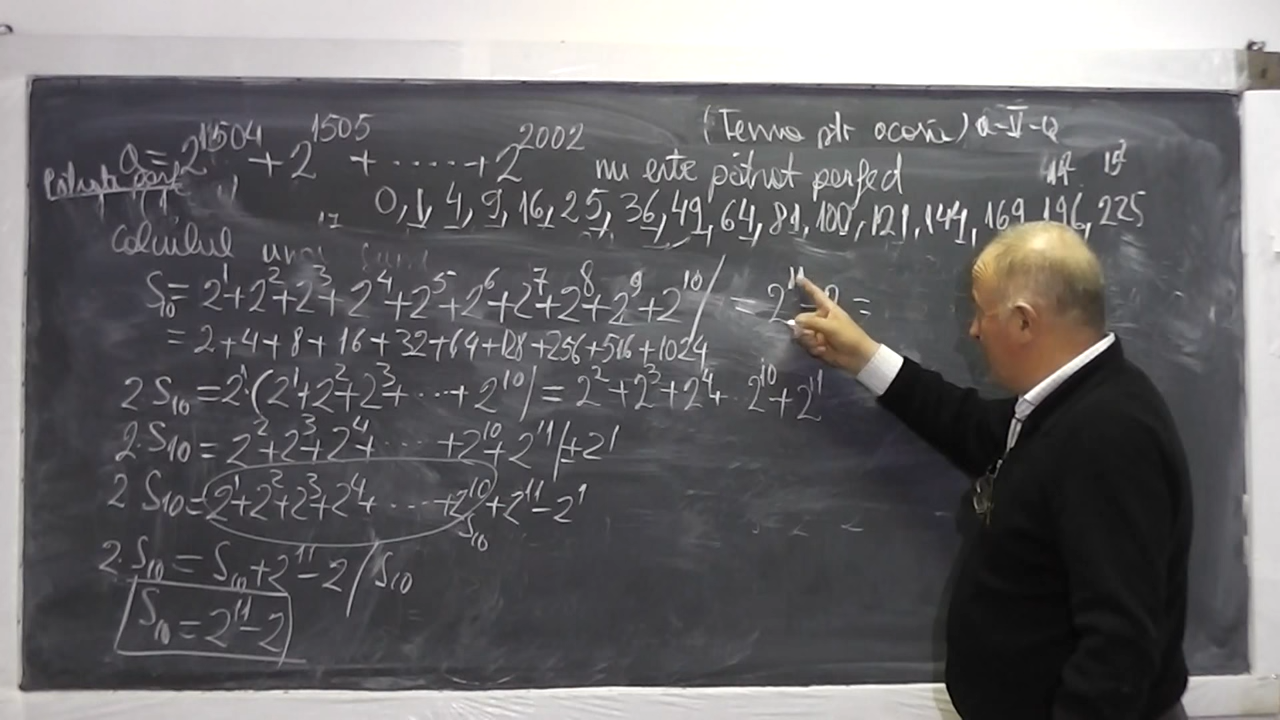 (Temă ptr acasă) a-V-a
a = 2^1504 + 2^1505 + ...... + 2^2002 nu este pătrat perfect
Pătrate perf 0, 1, 4, 9, 16, 25, 36, 49, 64, 81, 100, 121, 144, 169, 196, 225
14² 15²
Calculul unei
S10 = 2^1+2^2+2^3+2^4+2^5+2^6+2^7+2^8+2^9+2^10 / = 2^11-2 =
= 2+4+8+16+32+64+128+256+516+1024
2 S10 = 2^1·(2^1+2^2+2^3+ ...+ 2^10) = 2^2+2^3+2^4+ .. 2^10+2^11
2·S10 = 2^2+2^3+2^4+ ..... +2^10+2^11 /±2^1
2 S10 = 2^1+2^2+2^3+2^4+ .....+2^10+2^11-2^1
S10
2·S10 = S10+2^11-2 / S10
S10 = 2^11-2